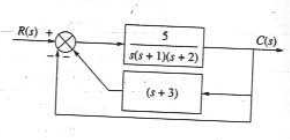 R(s) + 5 C(s)
s(s+1)(s+2)
− −
(s+3)